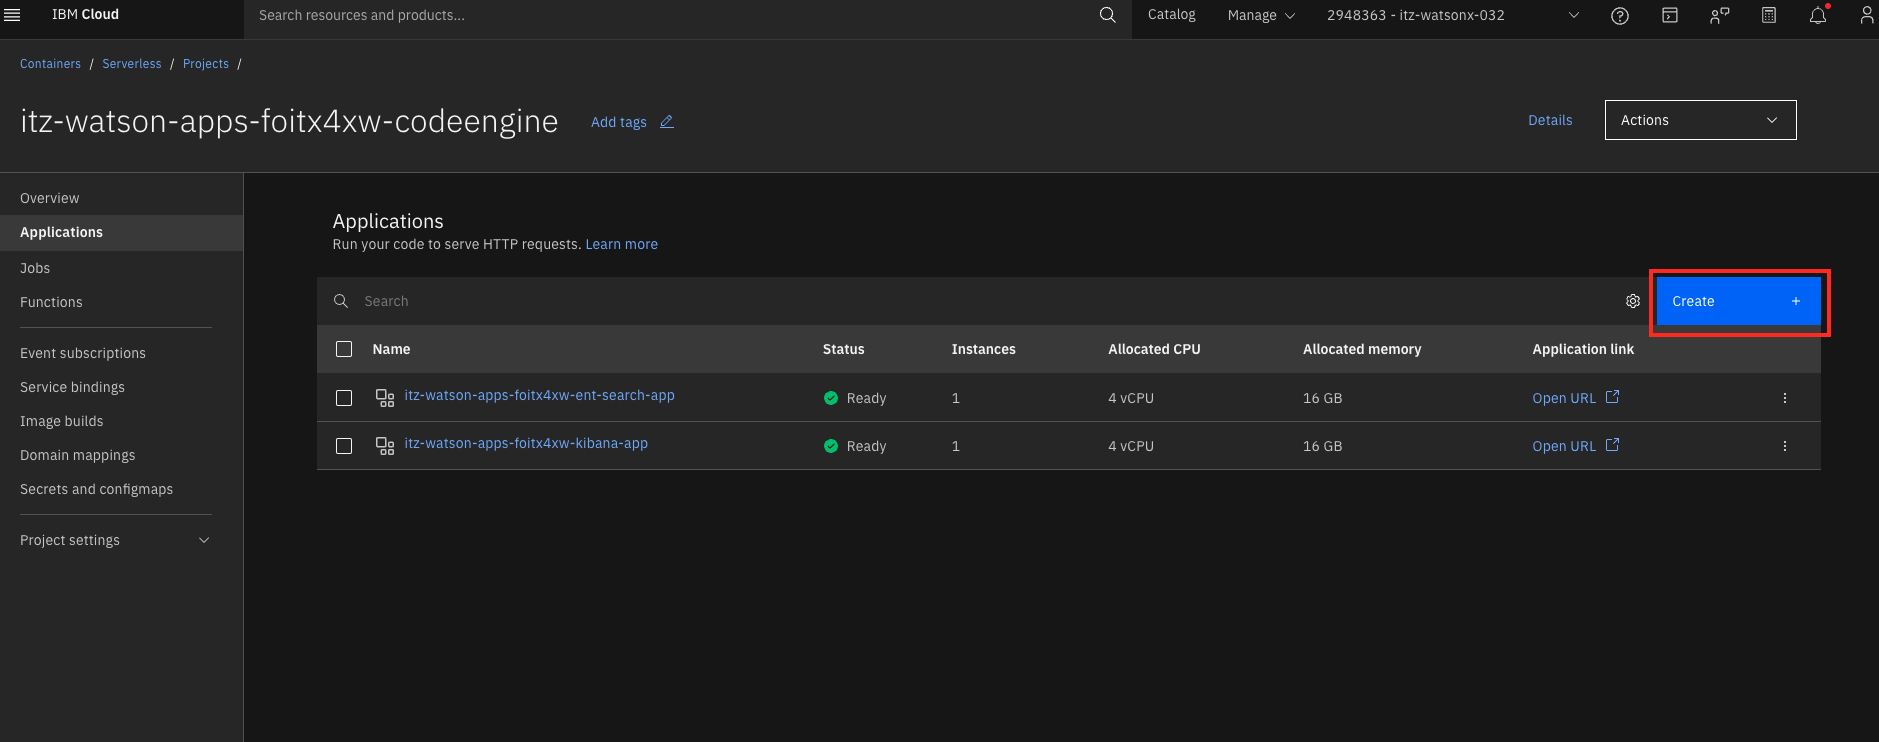 IBM Cloud
Search resources and products...
Catalog
Manage
2948363 - itz-watsonx-032
Containers / Serverless / Projects /
itz-watson-apps-foitx4xw-codeengine
Add tags
Details
Actions
Overview
Applications
Jobs
Functions
Event subscriptions
Service bindings
Image builds
Domain mappings
Secrets and configmaps
Project settings
Applications
Run your code to serve HTTP requests. Learn more
Search
Create +
Name Status Instances Allocated CPU Allocated memory Application link
itz-watson-apps-foitx4xw-ent-search-app Ready 1 4 vCPU 16 GB Open URL
itz-watson-apps-foitx4xw-kibana-app Ready 1 4 vCPU 16 GB Open URL